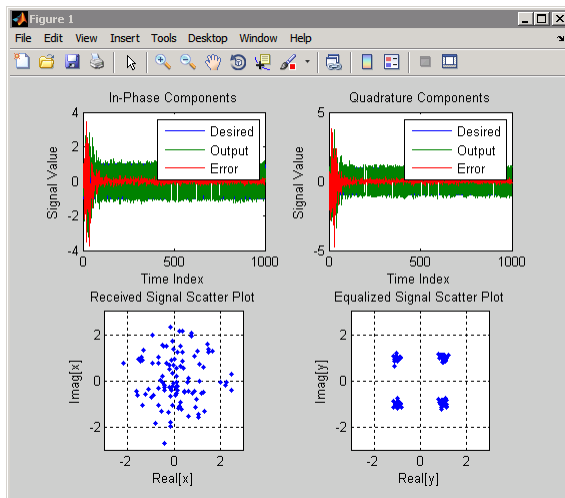 Figure 1
File Edit View Insert Tools Desktop Window Help
In-Phase Components
Quadrature Components
4
2
0
-2
-4
Signal Value
Desired
Output
Error
0
500
1000
Time Index
5
0
-5
Signal Value
Desired
Output
Error
0
500
1000
Time Index
Received Signal Scatter Plot
Equalized Signal Scatter Plot
2
0
-2
Imag[x]
-2
0
2
Real[x]
2
0
-2
Imag[y]
-2
0
2
Real[y]